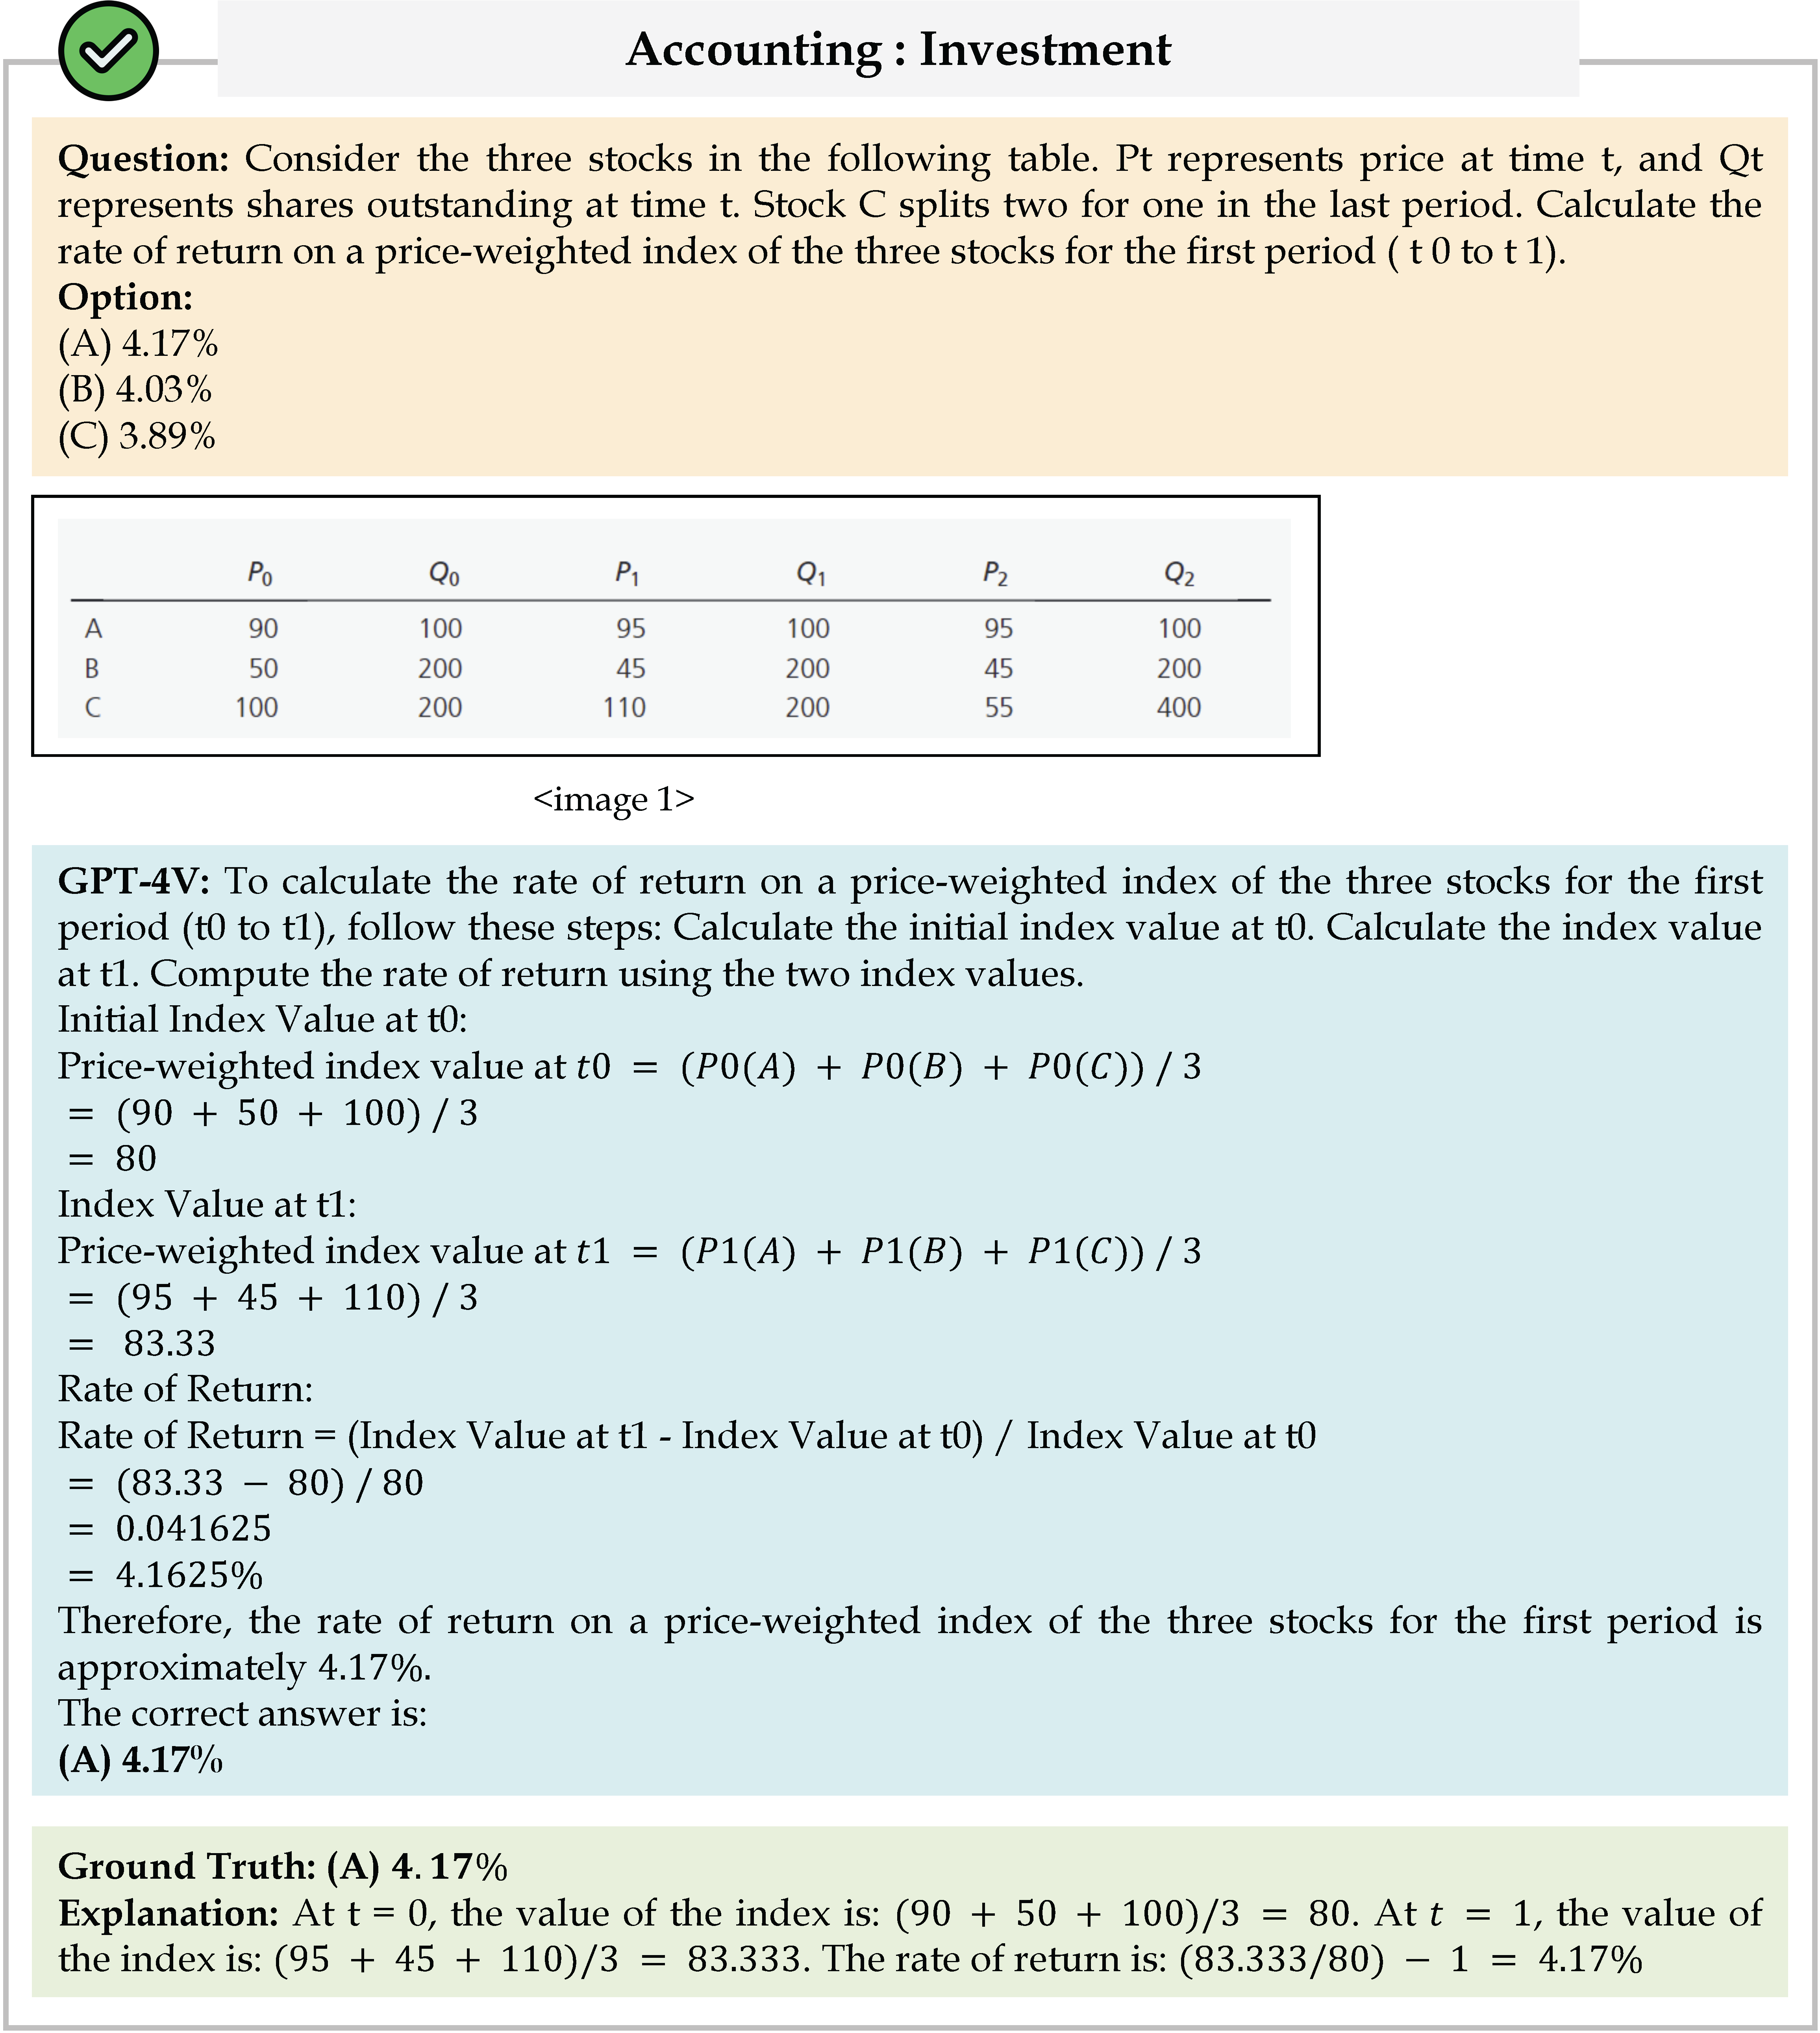 Accounting : Investment
Question: Consider the three stocks in the following table. Pt represents price at time t, and Qt
represents shares outstanding at time t. Stock C splits two for one in the last period. Calculate the
rate of return on a price-weighted index of the three stocks for the first period ( t 0 to t 1).
Option:
(A) 4.17%
(B) 4.03%
(C) 3.89%
P0 Q0 P1 Q1 P2 Q2
A 90 100 95 100 95 100
B 50 200 45 200 45 200
C 100 200 110 200 55 400
<image 1>
GPT-4V: To calculate the rate of return on a price-weighted index of the three stocks for the first
period (t0 to t1), follow these steps: Calculate the initial index value at t0. Calculate the index value
at t1. Compute the rate of return using the two index values.
Initial Index Value at t0:
Price-weighted index value at t0 = (P0(A) + P0(B) + P0(C)) / 3
= (90 + 50 + 100) / 3
= 80
Index Value at t1:
Price-weighted index value at t1 = (P1(A) + P1(B) + P1(C)) / 3
= (95 + 45 + 110) / 3
= 83.33
Rate of Return:
Rate of Return = (Index Value at t1 - Index Value at t0) / Index Value at t0
= (83.33 − 80) / 80
= 0.041625
= 4.1625%
Therefore, the rate of return on a price-weighted index of the three stocks for the first period is
approximately 4.17%.
The correct answer is:
(A) 4.17%
Ground Truth: (A) 4.17%
Explanation: At t = 0, the value of the index is: (90 + 50 + 100)/3 = 80. At t = 1, the value of
the index is: (95 + 45 + 110)/3 = 83.333. The rate of return is: (83.333/80) − 1 = 4.17%